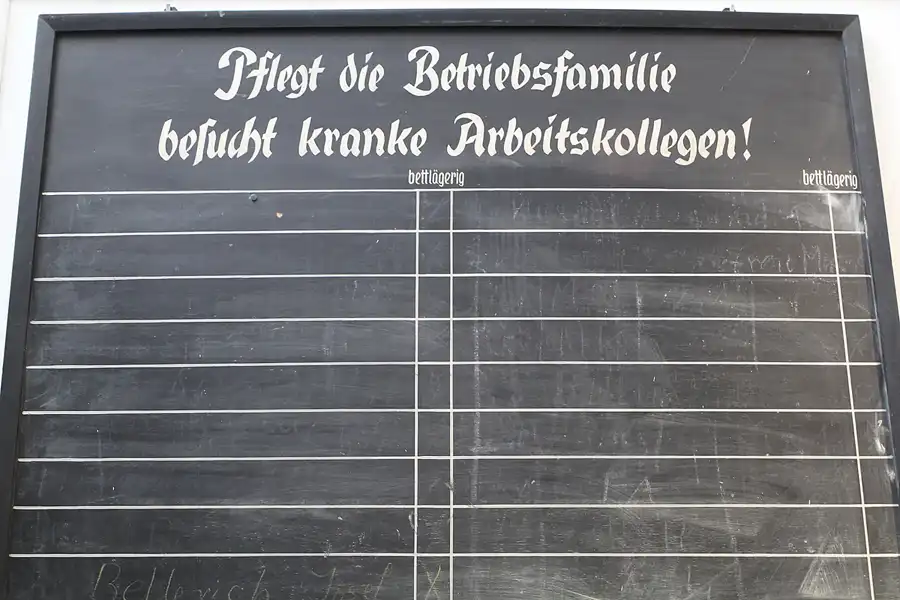 Pflegt die Betriebsfamilie
besucht kranke Arbeitskollegen!
bettlägerig bettlägerig
X